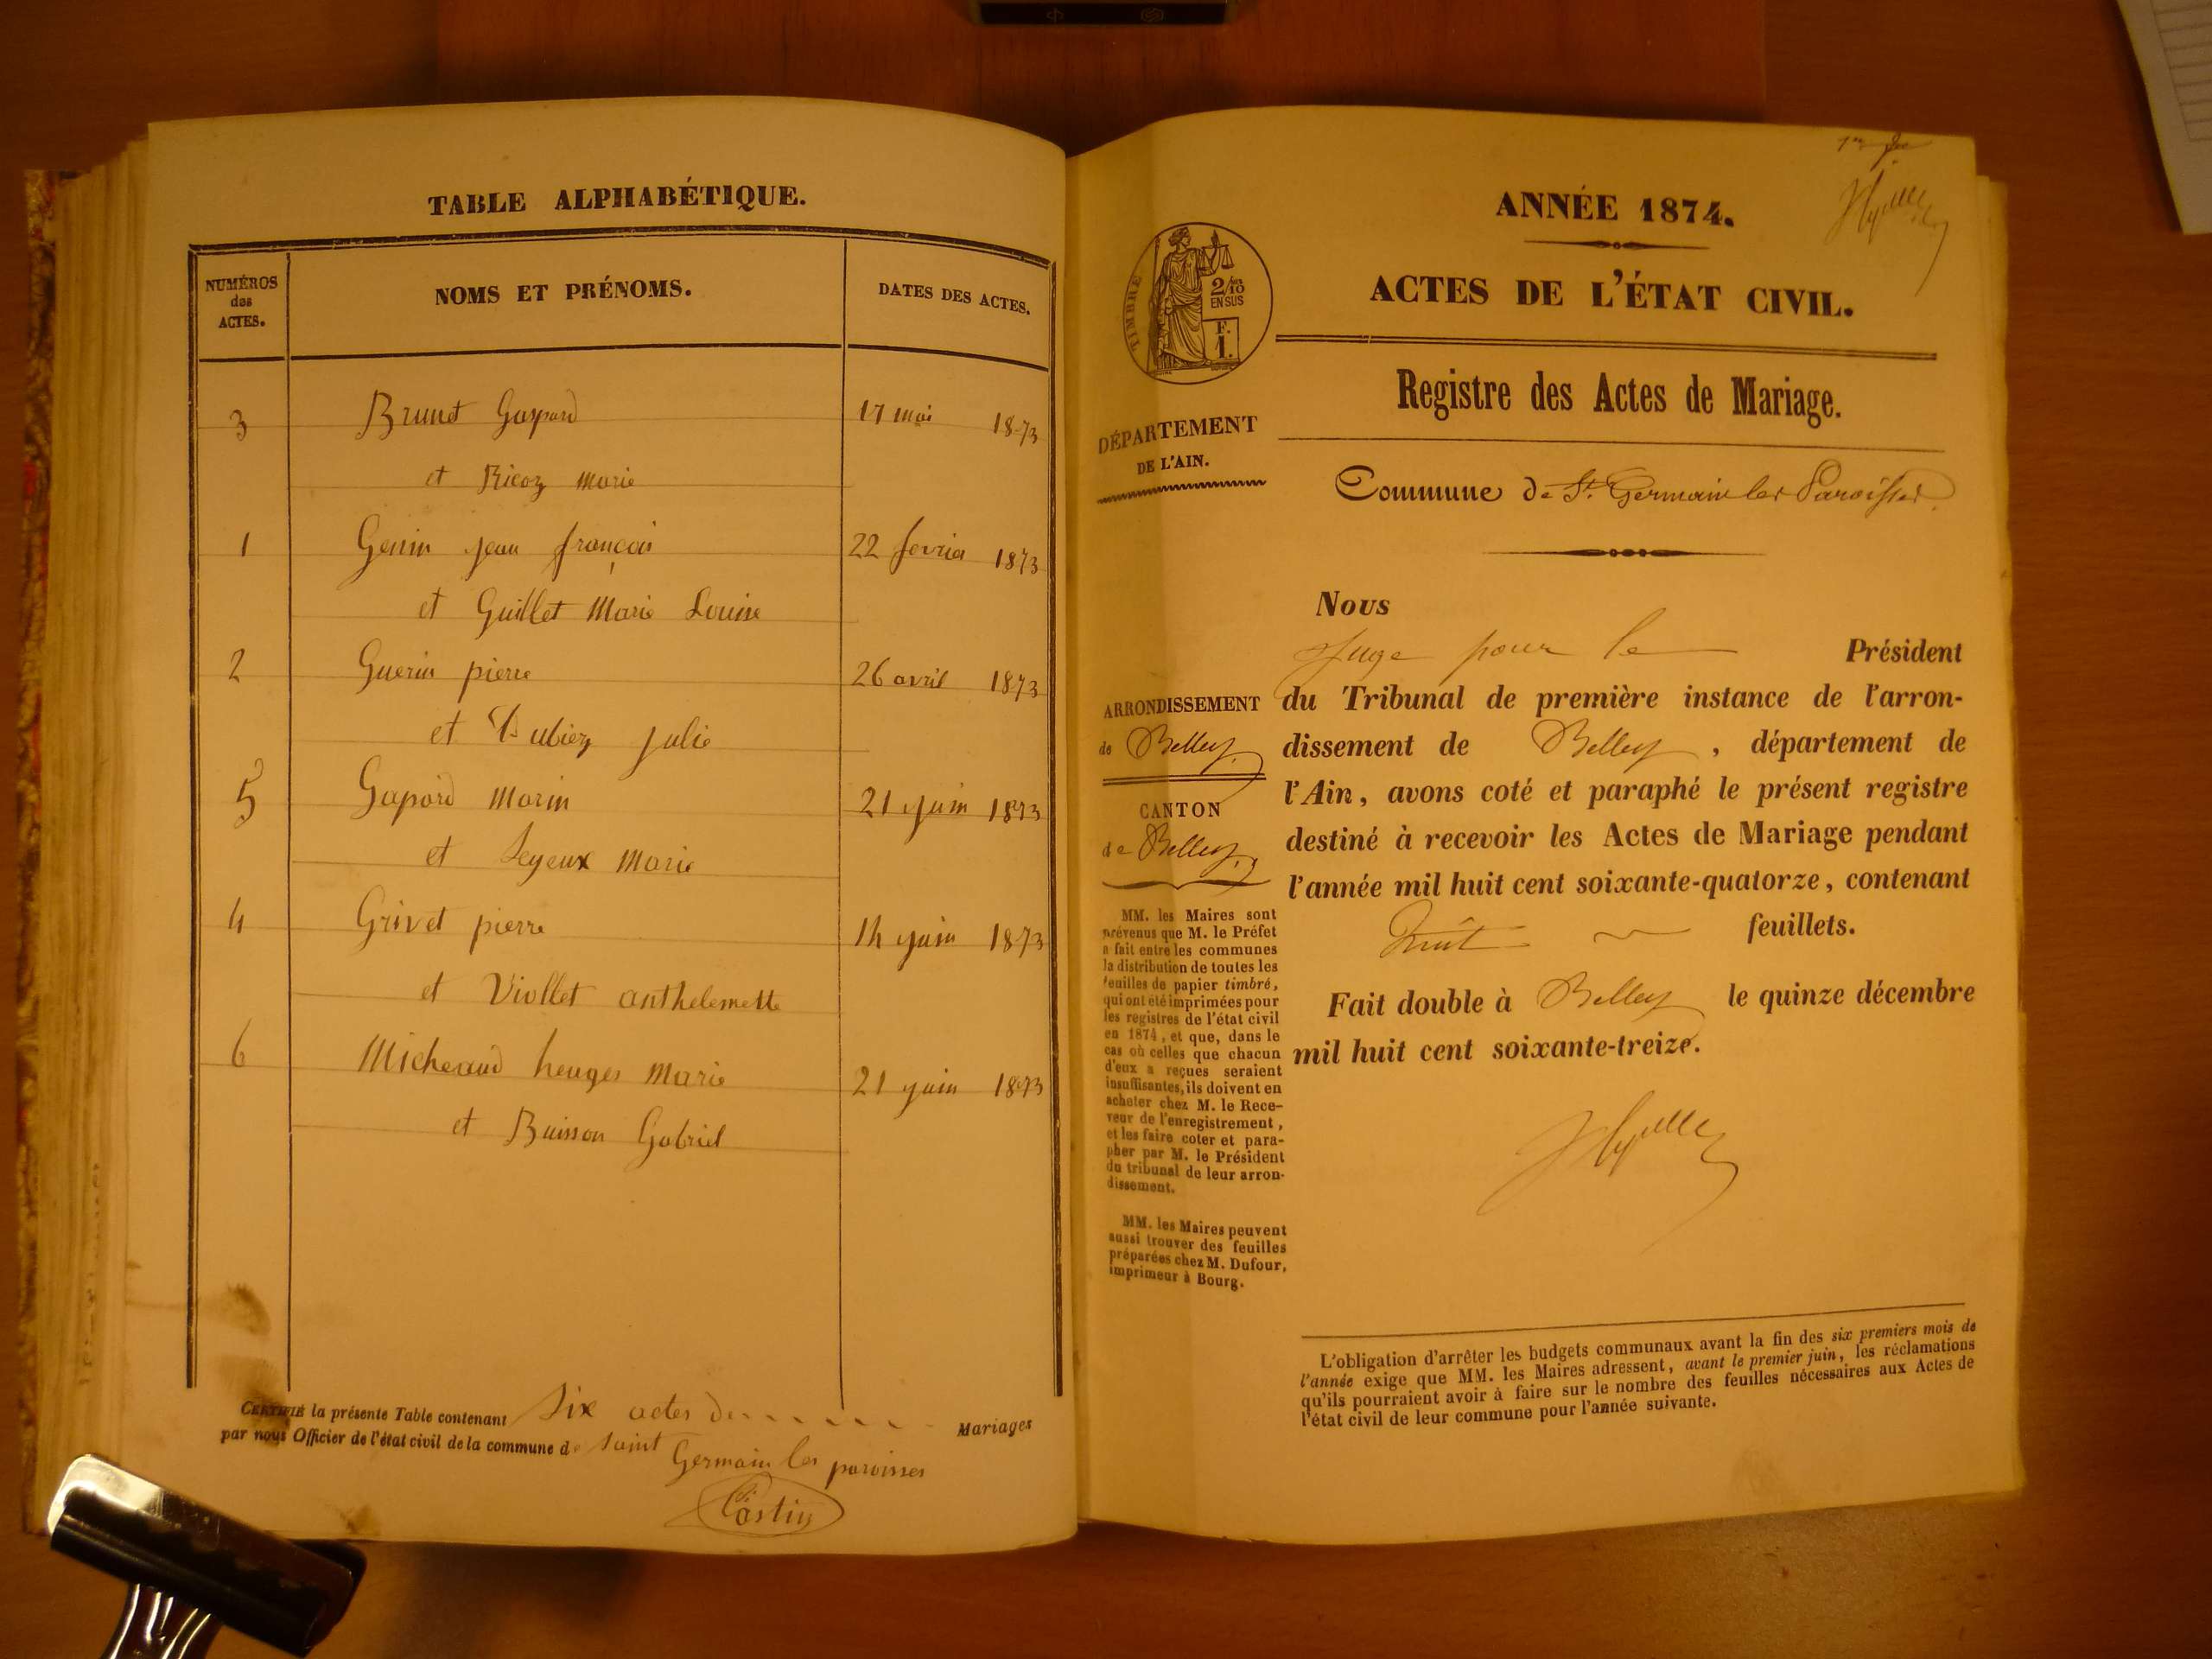 TABLE ALPHABÉTIQUE.
NUMÉROS
des
ACTES.
NOMS ET PRÉNOMS.
DATES DES ACTES.
3 Brunet Gaspard 17 mai 1873
et Ricoz marie
1 Genin jean françois 22 fevrier 1873
et Guillet Marie Louise
2 Guerin pierre 26 avril 1873
et Dubiez julie
5 Gapard Marin 21 juin 1873
et Seyeux Marie
4 Grivet pierre 14 juin 1873
et Viollet anthelemette
6 Micheaud heuges Marie 21 juin 1873
et Buisson Gabriel
CERTIFIÉ la présente Table contenant Six actes de Mariages
par nous Officier de l'état civil de la commune de Saint
Germain les paroisses
ANNÉE 1874.
ACTES DE L'ÉTAT CIVIL.
TIMBRE
2/10
EN SUS
F.
1.
Registre des Actes de Mariage.
DÉPARTEMENT
DE L'AIN.
Commune de St. Germain les Paroisses
Nous
Juge pour le Président
du Tribunal de première instance de l'arron-
dissement de Belley, département de
l'Ain, avons coté et paraphé le présent registre
destiné à recevoir les Actes de Mariage pendant
l'année mil huit cent soixante-quatorze, contenant
huit feuillets.
Fait double à Belley le quinze décembre
mil huit cent soixante-treize.
ARRONDISSEMENT
de Belley
CANTON
de Belley
MM. les Maires sont
prévenus que M. le Préfet
a fait entre les communes
la distribution de toutes les
feuilles de papier timbré,
qui ont été imprimées pour
les registres de l'état civil
en 1874, et que, dans le
cas où celles que chacun
d'eux a reçues seraient
insuffisantes, ils doivent en
acheter chez M. le Rece-
veur de l'enregistrement,
et les faire coter et para-
pher par M. le Président
du tribunal de leur arron-
dissement.
MM. les Maires peuvent
aussi trouver des feuilles
préparées chez M. Dufour,
imprimeur à Bourg.
L'obligation d'arrêter les budgets communaux avant la fin des six premiers mois de
l'année exige que MM. les Maires adressent, avant le premier juin, les réclamations
qu'ils pourraient avoir à faire sur le nombre des feuilles nécessaires aux Actes de
l'état civil de leur commune pour l'année suivante.